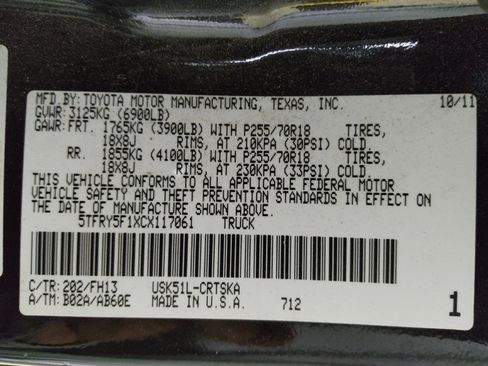 MFD.BY:TOYOTA MOTOR MANUFACTURING, TEXAS, INC. 10/11
GVWR:3125KG (6900LB)
GAWR:FRT. 1765KG (3900LB) WITH P255/70R18 TIRES,
18X8J RIMS, AT 210KPA (30PSI) COLD.
RR. 1855KG (4100LB) WITH P255/70R18 TIRES,
18X8J RIMS, AT 230KPA (33PSI) COLD.
THIS VEHICLE CONFORMS TO ALL APPLICABLE FEDERAL MOTOR
VEHICLE SAFETY AND THEFT PREVENTION STANDARDS IN EFFECT ON
THE DATE OF MANUFACTURE SHOWN ABOVE.
5TFRY5F1XCX117061 TRUCK
C/TR:202/FH13 USK51L-CRTSKA
A/TM:B02A/AB60E MADE IN U.S.A. 712 1